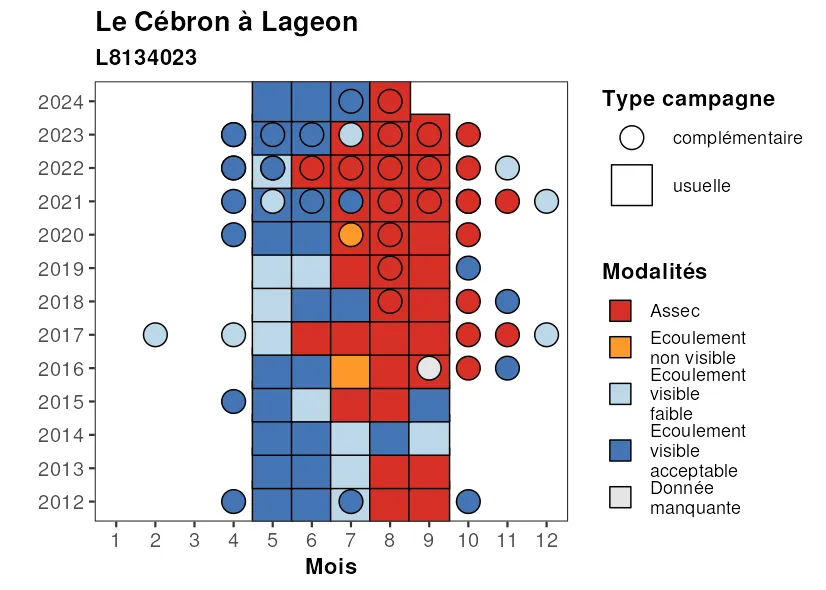 Le Cébron à Lageon
L8134023
2024
2023
2022
2021
2020
2019
2018
2017
2016
2015
2014
2013
2012
1 2 3 4 5 6 7 8 9 10 11 12
Mois
Type campagne
complémentaire
usuelle
Modalités
Assec
Ecoulement
non visible
Ecoulement
visible
faible
Ecoulement
visible
acceptable
Donnée
manquante